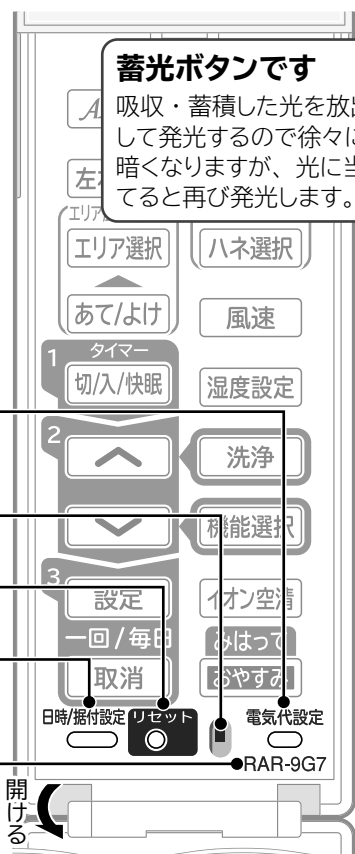 蓄光ボタンです
吸収・蓄積した光を放出
して発光するので徐々に
暗くなりますが、光に当
てると再び発光します。
A
左
エリア
エリア選択
ハネ選択
あて/よけ
風速
1 タイマー
切/入/快眠
湿度設定
2
洗浄
機能選択
3
設定
イオン空清
一回/毎日
みはって
取消
おやすみ
日時/据付設定
リセット
電気代設定
RAR-9G7
開ける